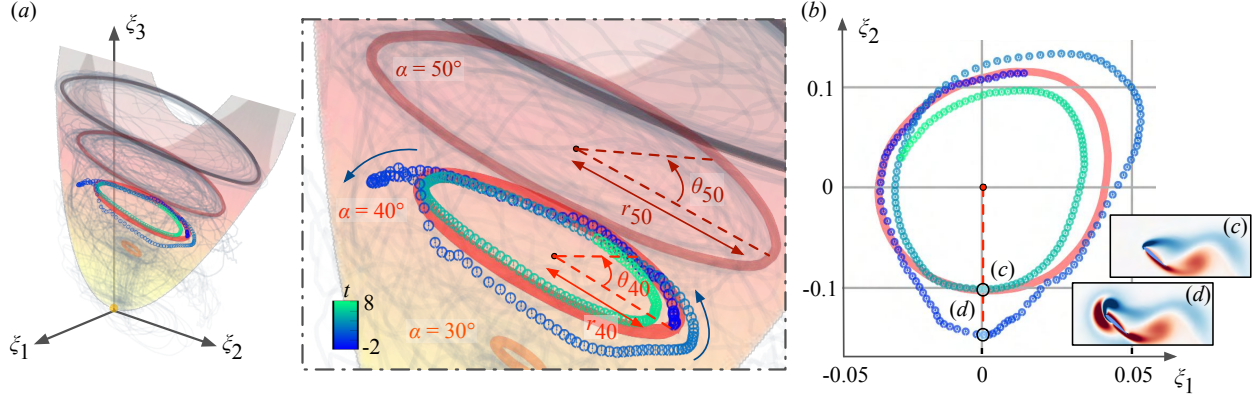 (a)
ξ3
ξ1
ξ2
α = 50°
θ50
r50
α = 40°
θ40
r40
t
8
-2
α = 30°
(b)
ξ2
0.1
0
-0.1
(c)
(d)
(c)
(d)
-0.05
0
0.05
ξ1